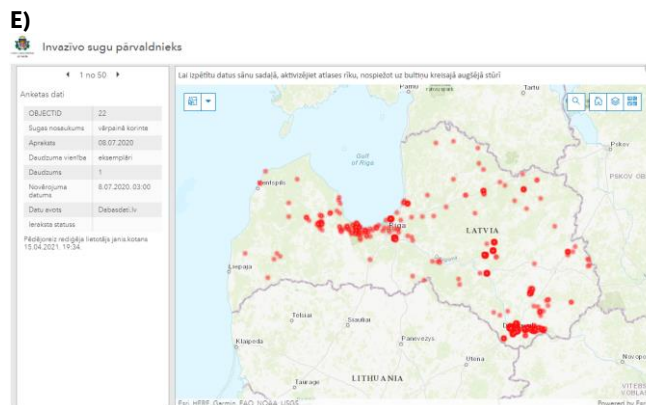 E)
Invazīvo sugu pārvaldnieks
1 no 50
Lai izpētītu datus sānu sadaļā, aktivizējiet atlases rīku, nospiežot uz bultiņu kreisajā augšējā stūrī
Anketas dati
OBJECTID 22
Sugas nosaukums vārpainā korinte
Apraksts 08.07.2020
Daudzuma vienība eksemplāri
Daudzums 1
Novērojuma datums 8.07.2020, 03:00
Datu avots Dabasdati.lv
Ieraksta statuss
Pēdējoreiz rediģēja lietotājs janis.kotans
15.04.2021, 19:34.
Tartu
Pskov
PSKOV OB
Gulf
of Riga
Ventspils
Riga
LATVIA
Liepaja
Telsiai
Siauliai
Panevezys
Klaipeda
Utena
Taurage
LITHUANIA
Novopo
VITEB
VOBLAS
Esri, HERE, Garmin, FAO, NOAA, USGS
Powered by Esri